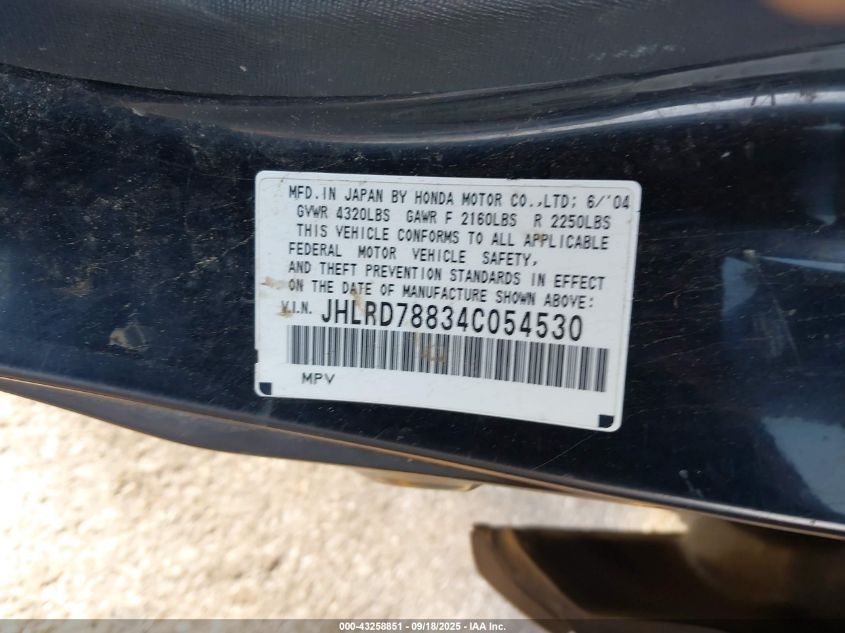 MFD.IN JAPAN BY HONDA MOTOR CO.,LTD; 6/'04
GVWR 4320LBS GAWR F 2160LBS R 2250LBS
THIS VEHICLE CONFORMS TO ALL APPLICABLE
FEDERAL MOTOR VEHICLE SAFETY,
AND THEFT PREVENTION STANDARDS IN EFFECT
ON THE DATE OF MANUFACTURE SHOWN ABOVE:
V.I.N. JHLRD78834C054530
MPV
000-43258851 - 09/18/2025 - IAA Inc.